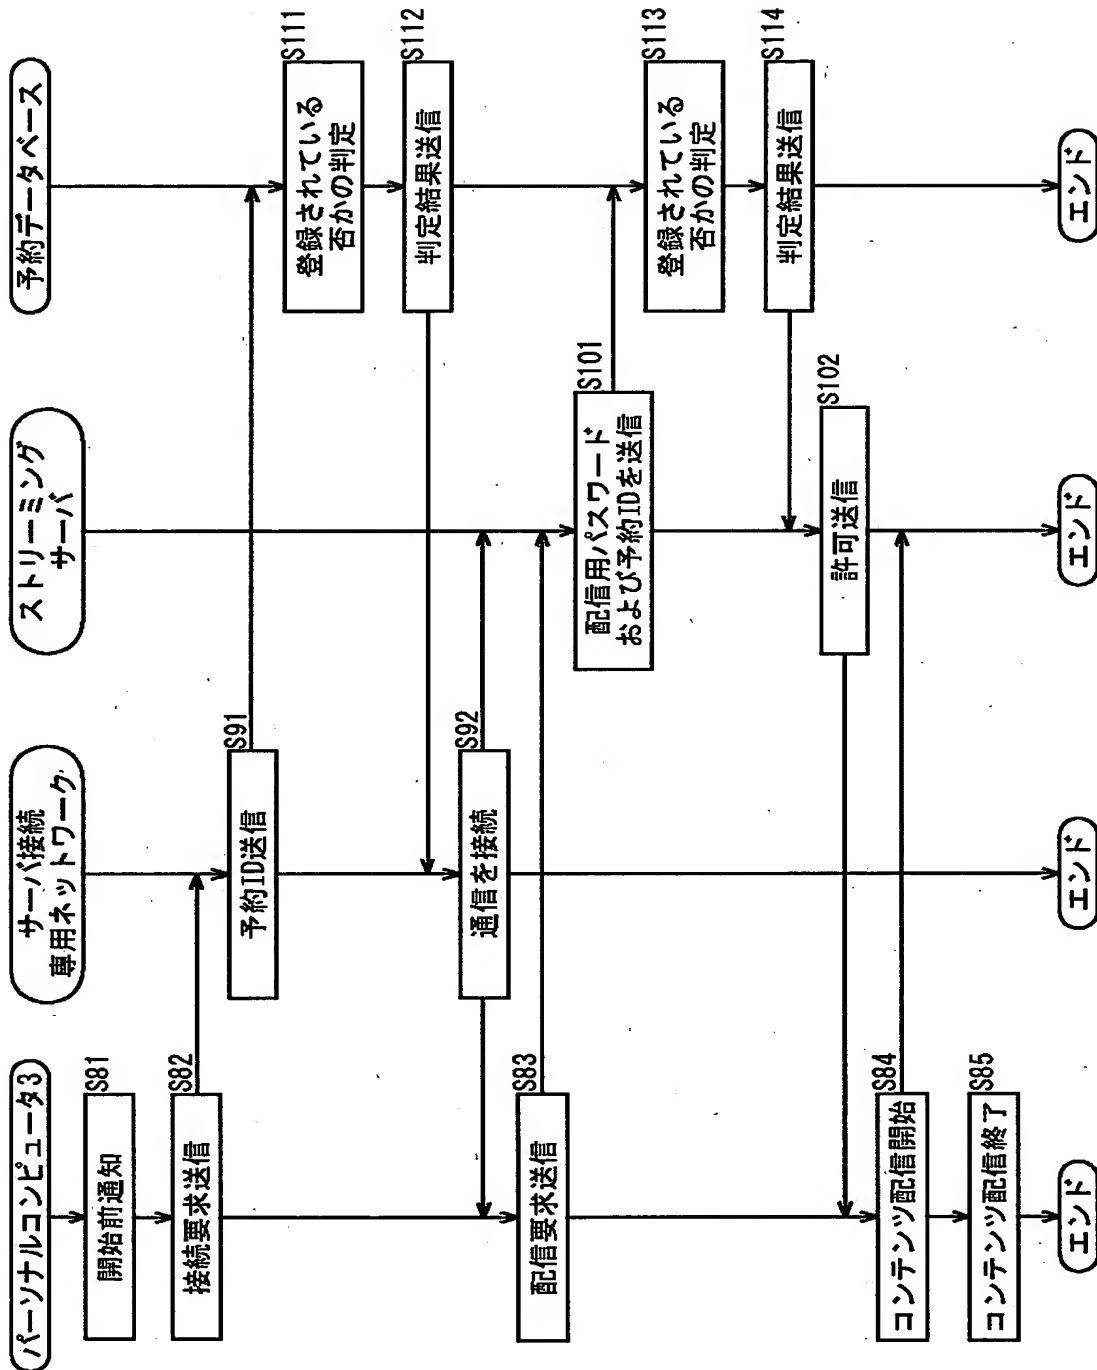 パーソナルコンピュータ3
S81
開始前通知
S82
接続要求送信
S83
配信要求送信
S84
コンテンツ配信開始
S85
コンテンツ配信終了
エンド
サーバ接続
専用ネットワーク
S91
予約ID送信
S92
通信を接続
エンド
ストリーミング
サーバ
S101
配信用パスワード
および予約IDを送信
S102
許可送信
エンド
予約データベース
S111
登録されている
否かの判定
S112
判定結果送信
S113
登録されている
否かの判定
S114
判定結果送信
エンド